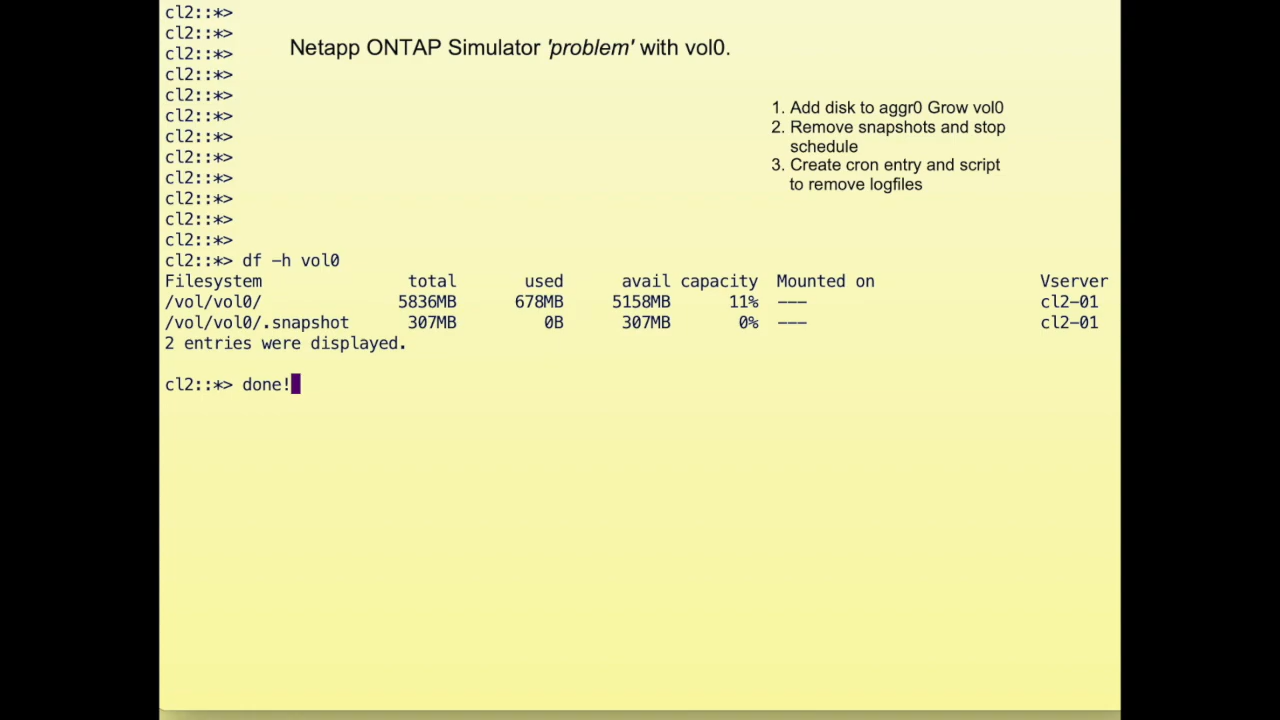 cl2::*>
cl2::*>
Netapp ONTAP Simulator 'problem' with vol0.
cl2::*>
cl2::*>
cl2::*>
1. Add disk to aggr0 Grow vol0
2. Remove snapshots and stop
schedule
3. Create cron entry and script
to remove logfiles
cl2::*>
cl2::*>
cl2::*>
cl2::*>
cl2::*>
cl2::*>
cl2::*>
cl2::*> df -h vol0
Filesystem total used avail capacity Mounted on Vserver
/vol/vol0/ 5836MB 678MB 5158MB 11% --- cl2-01
/vol/vol0/.snapshot 307MB 0B 307MB 0% --- cl2-01
2 entries were displayed.
cl2::*> done!